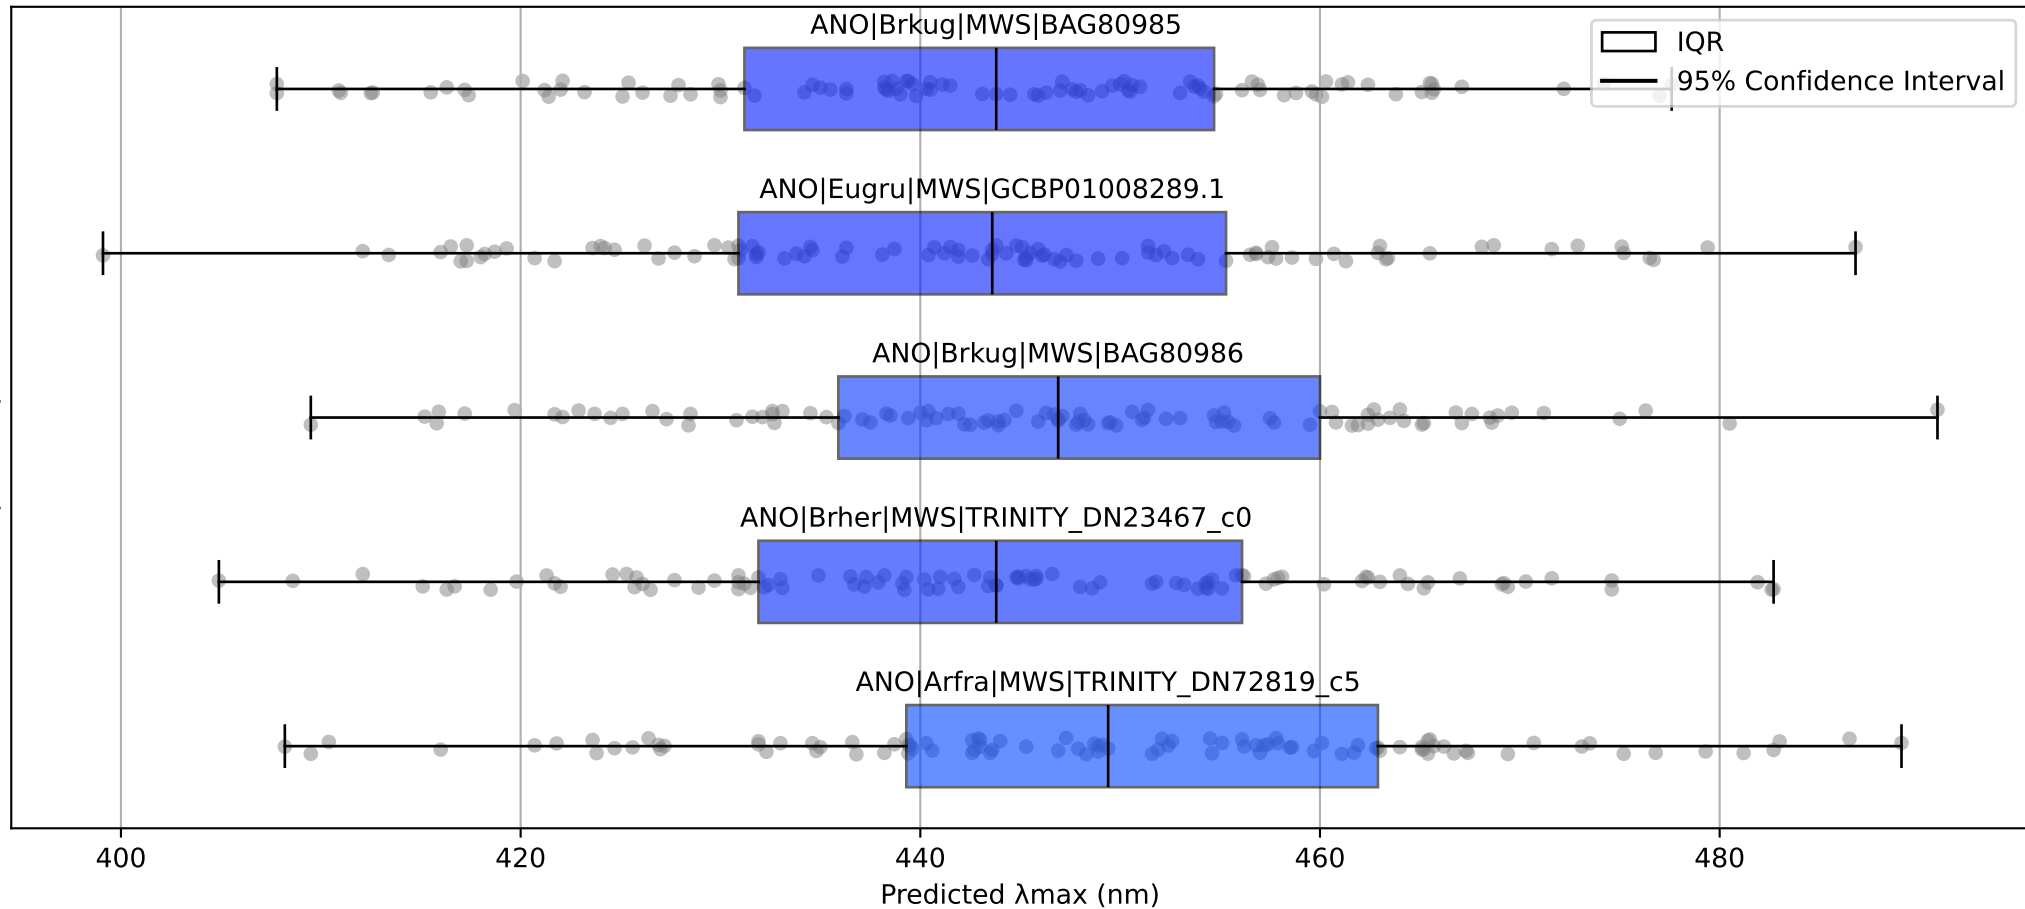 ANO|Brkug|MWS|BAG80985
IQR
95% Confidence Interval
ANO|Eugru|MWS|GCBP01008289.1
ANO|Brkug|MWS|BAG80986
ANO|Brher|MWS|TRINITY_DN23467_c0
ANO|Arfra|MWS|TRINITY_DN72819_c5
400 420 440 460 480
Predicted λmax (nm)